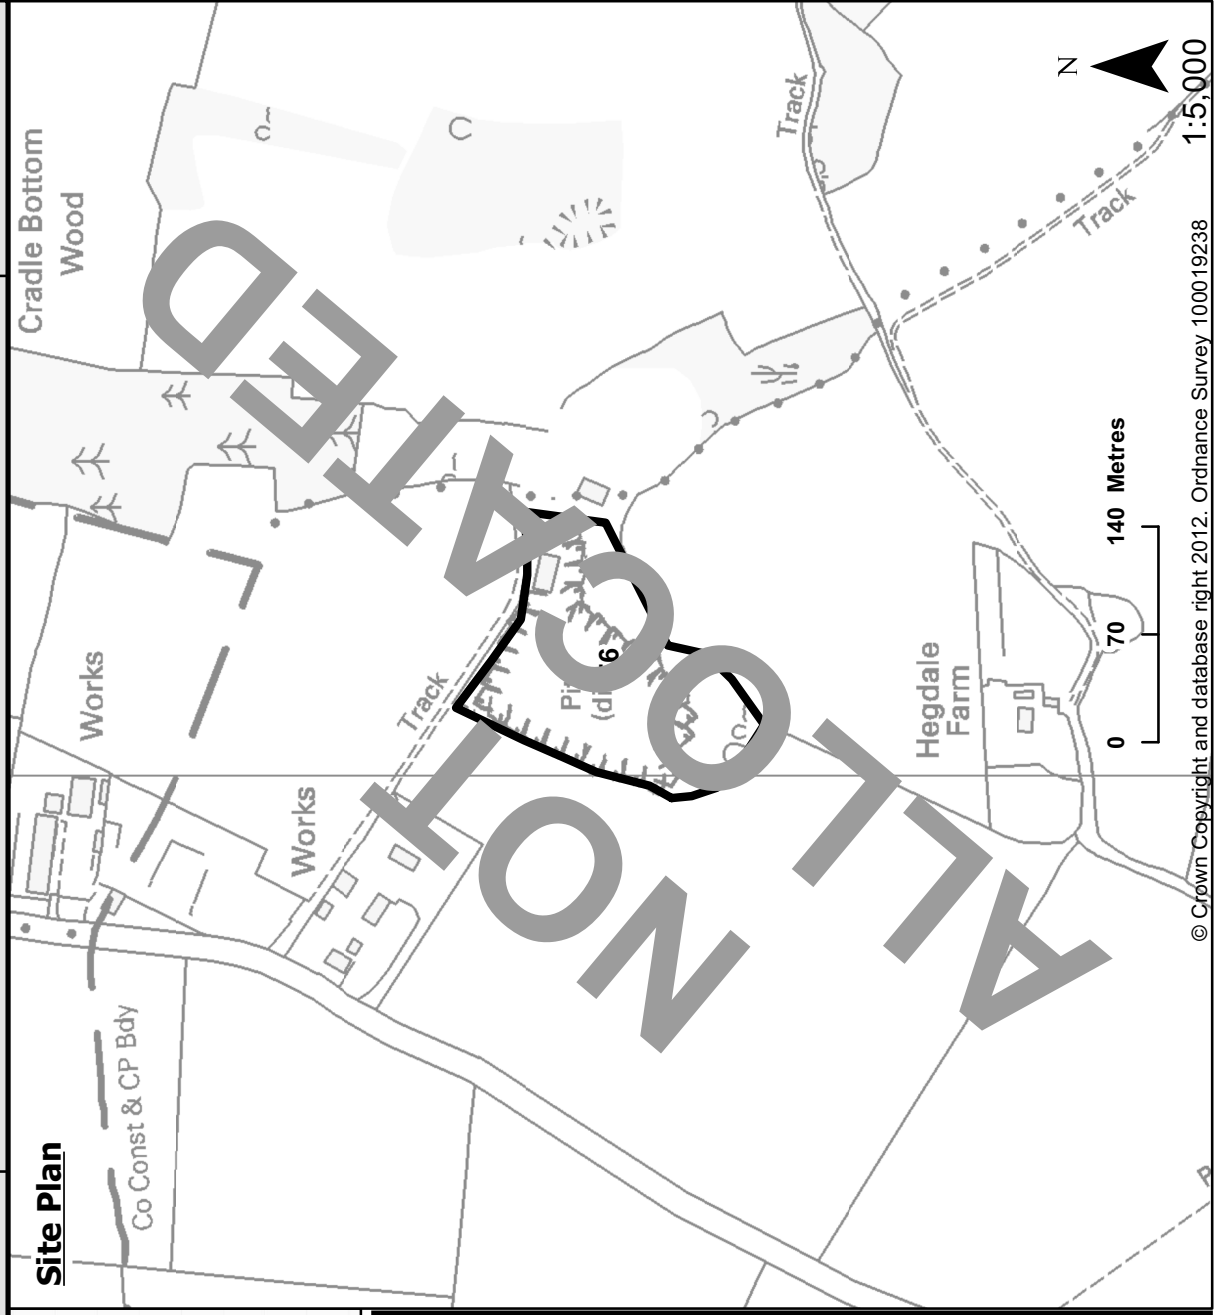 Site Plan
Co Const & CP Bdy
Works
Works
Cradle Bottom
Wood
Track
Track
Track
NOT
ALLOCATED
Hegdale
Farm
0 70 140 Metres
N
1:5,000
© Crown Copyright and database right 2012. Ordnance Survey 100019238